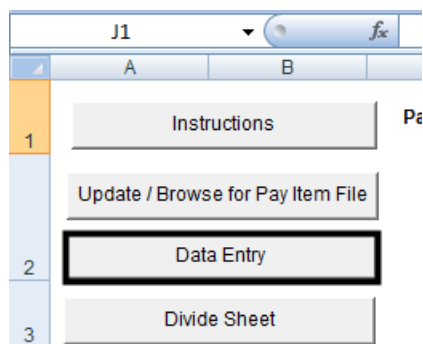 J1 fx
A B
1 Instructions Pa
Update / Browse for Pay Item File
2 Data Entry
3 Divide Sheet